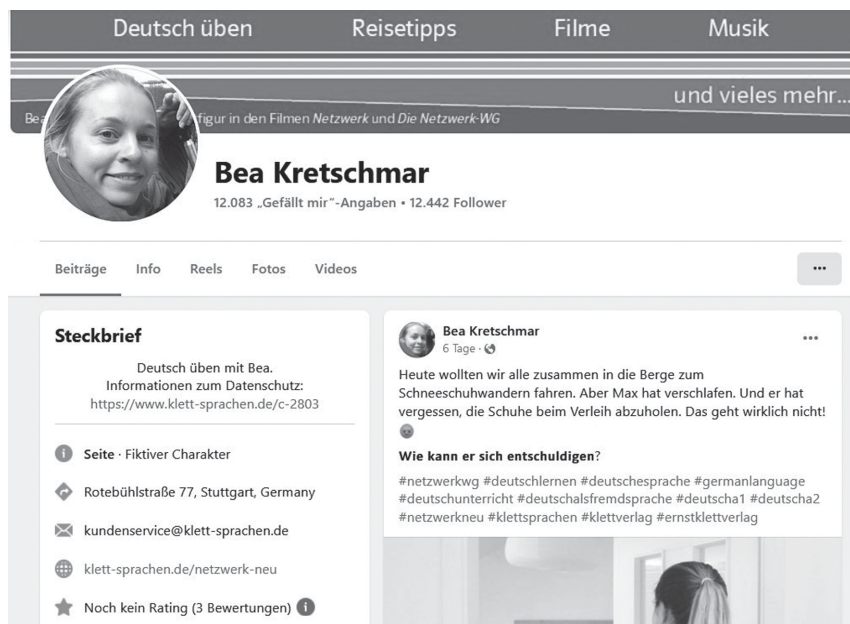 Deutsch üben Reisetipps Filme Musik
und vieles mehr...
Bea figur in den Filmen Netzwerk und Die Netzwerk-WG
Bea Kretschmar
12.083 „Gefällt mir“-Angaben • 12.442 Follower
Beiträge Info Reels Fotos Videos
Steckbrief
Deutsch üben mit Bea.
Informationen zum Datenschutz:
https://www.klett-sprachen.de/c-2803
Seite · Fiktiver Charakter
Rotebühlstraße 77, Stuttgart, Germany
kundenservice@klett-sprachen.de
klett-sprachen.de/netzwerk-neu
Noch kein Rating (3 Bewertungen)
Bea Kretschmar
6 Tage ·
Heute wollten wir alle zusammen in die Berge zum
Schneeschuhwandern fahren. Aber Max hat verschlafen. Und er hat
vergessen, die Schuhe beim Verleih abzuholen. Das geht wirklich nicht!
Wie kann er sich entschuldigen?
#netzwerkwg #deutschlernen #deutschesprache #germanlanguage
#deutschunterricht #deutschalsfremdsprache #deutscha1 #deutscha2
#netzwerkneu #klettsprachen #klettverlag #ernstklettverlag